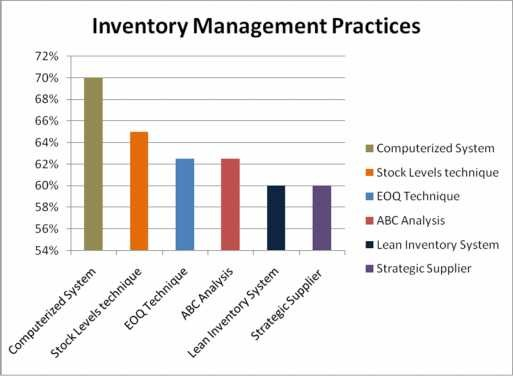 Inventory Management Practices
72%
70%
68%
66%
64%
62%
60%
58%
56%
54%
Computerized System
Stock Levels technique
EOQ Technique
ABC Analysis
Lean Inventory System
Strategic Supplier
Computerized System
Stock Levels technique
EOQ Technique
ABC Analysis
Lean Inventory System
Strategic Supplier